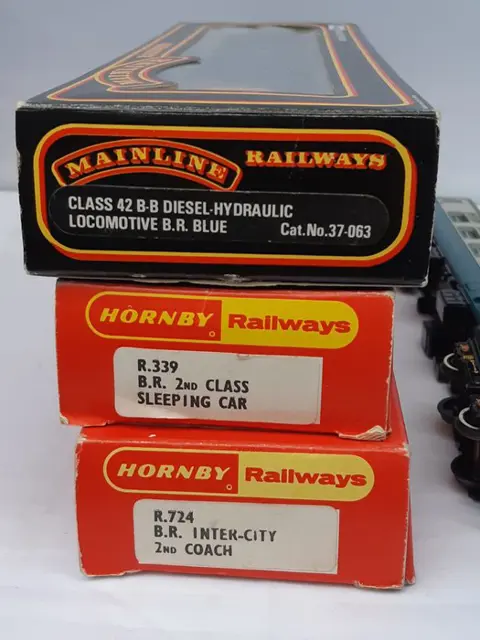 MAINLINE RAILWAYS
CLASS 42 B-B DIESEL-HYDRAULIC
LOCOMOTIVE B.R. BLUE Cat.No.37-063
HORNBY Railways
R.339
B.R. 2ND CLASS
SLEEPING CAR
HORNBY Railways
R.724
B.R. INTER-CITY
2ND COACH